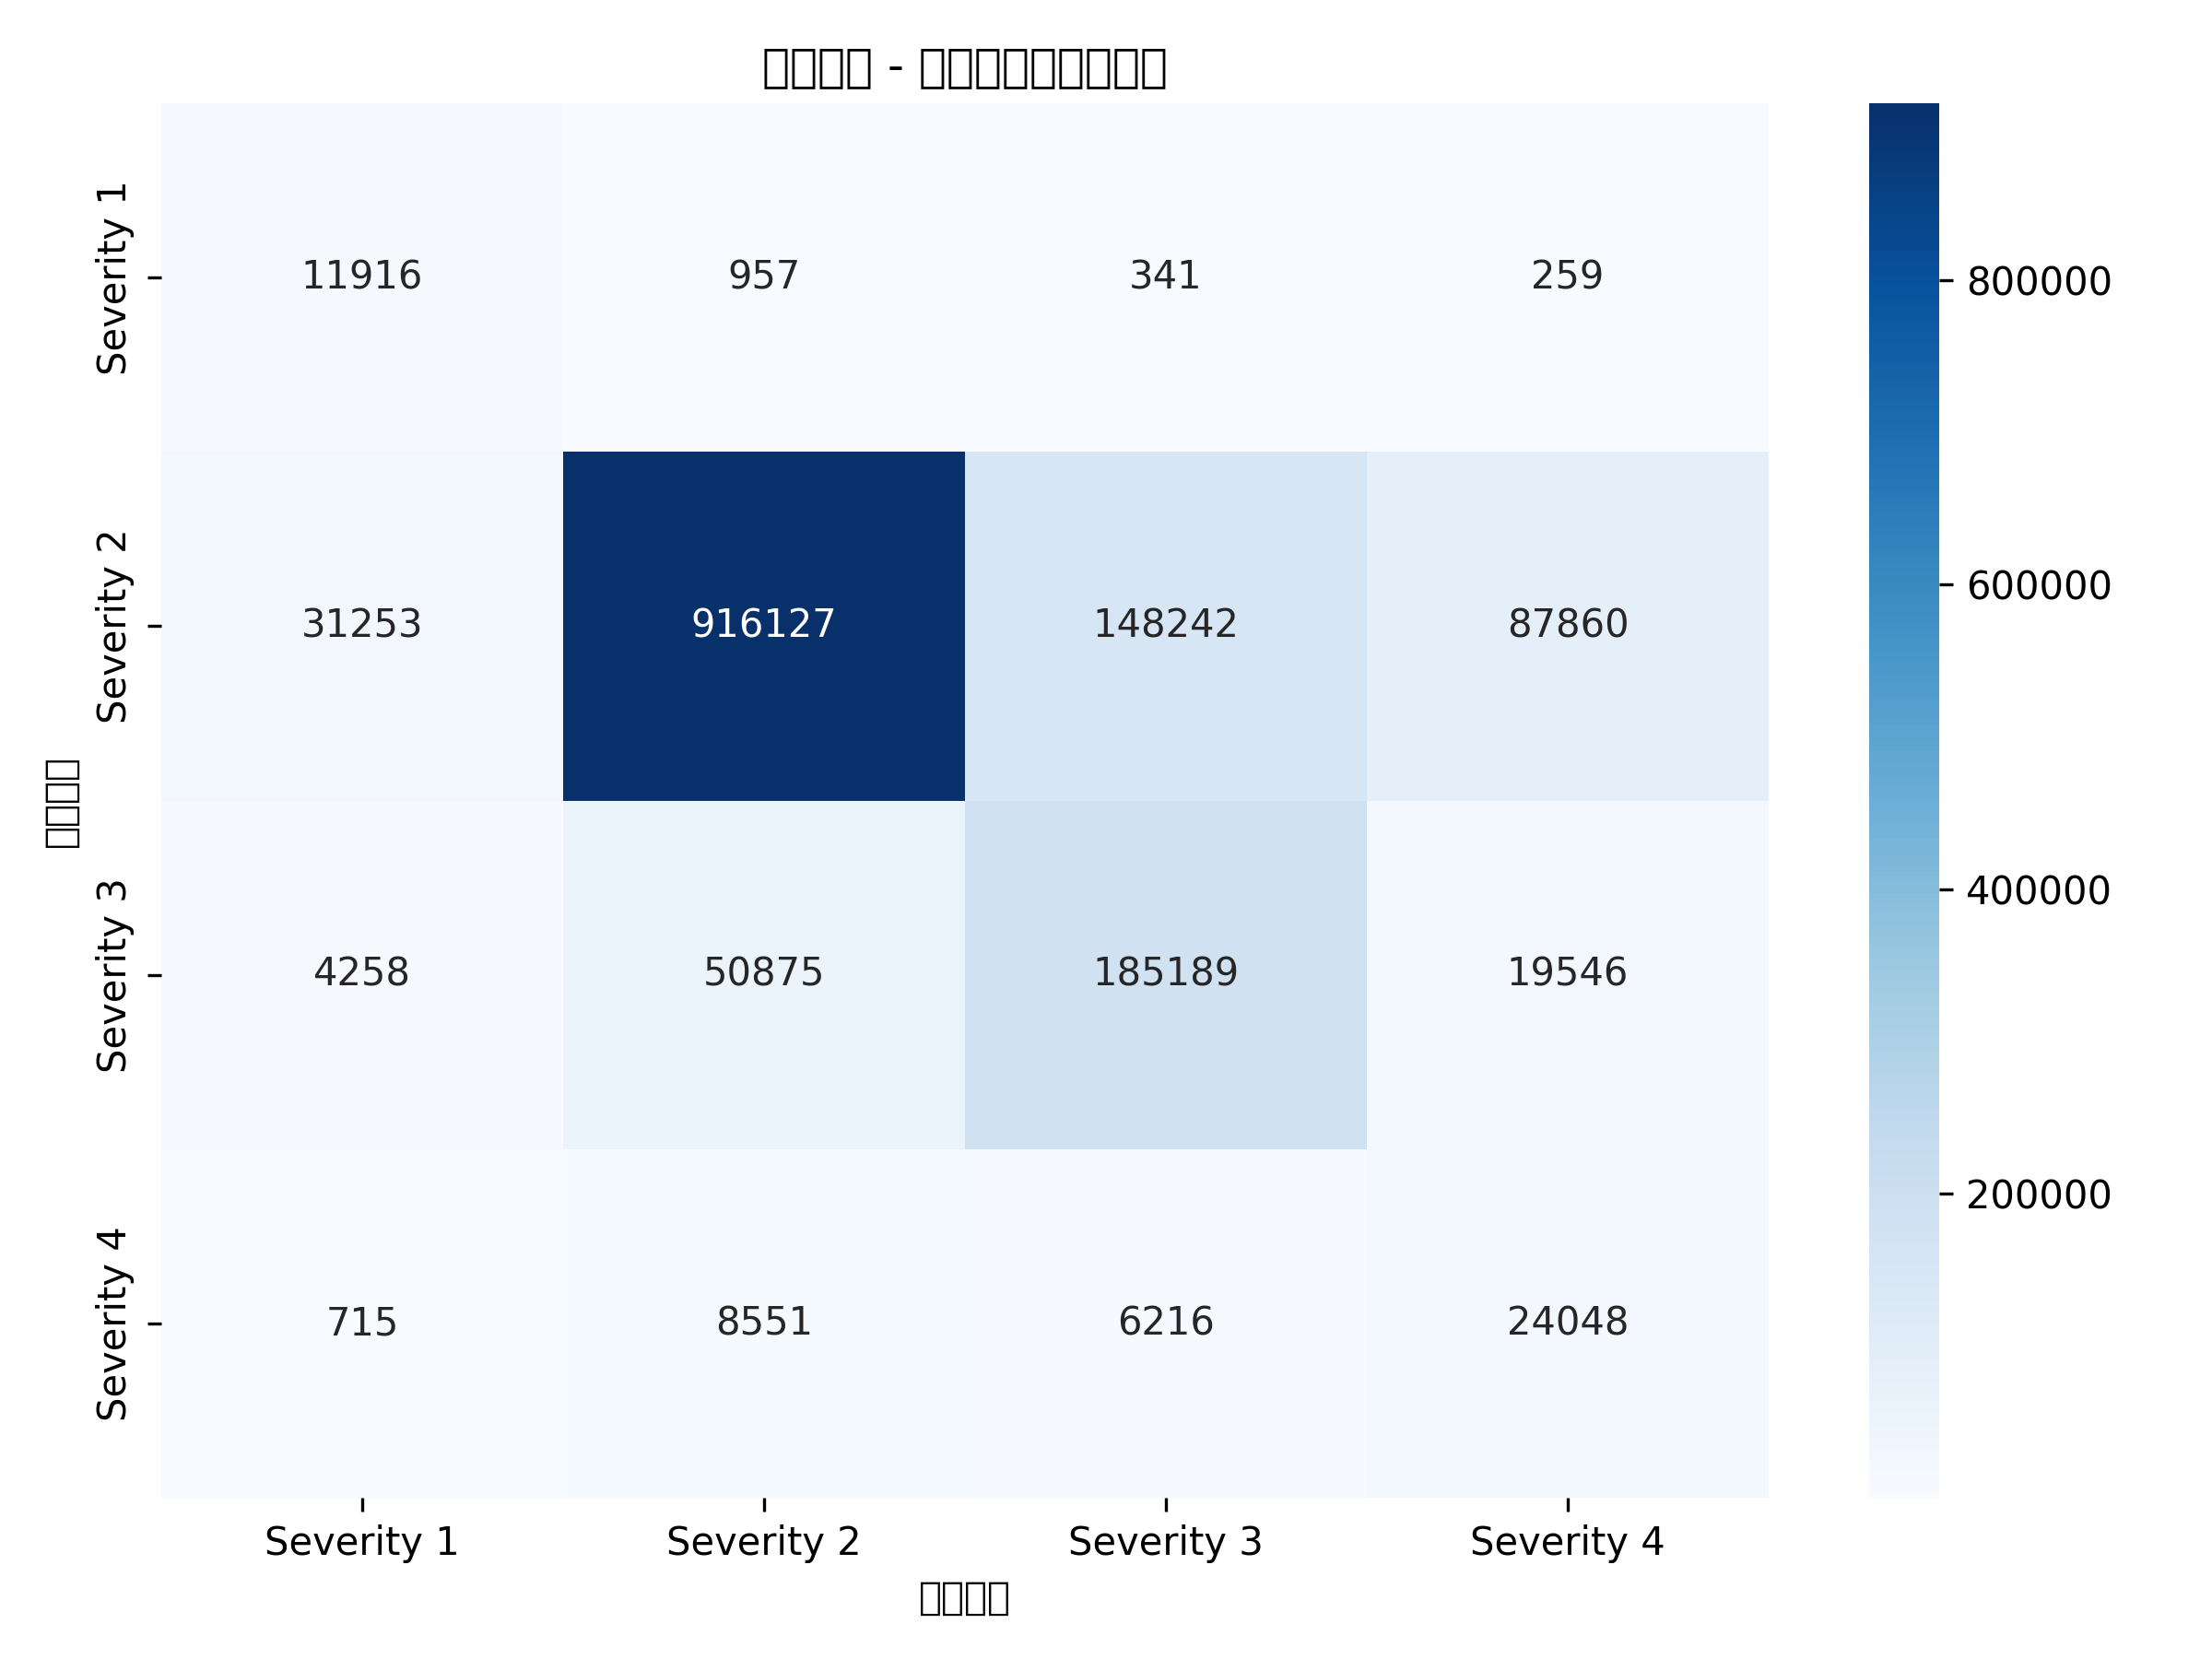 Severity 1
11916 957 341 259
Severity 2
31253 916127 148242 87860
Severity 3
4258 50875 185189 19546
Severity 4
715 8551 6216 24048
Severity 1 Severity 2 Severity 3 Severity 4
800000
600000
400000
200000